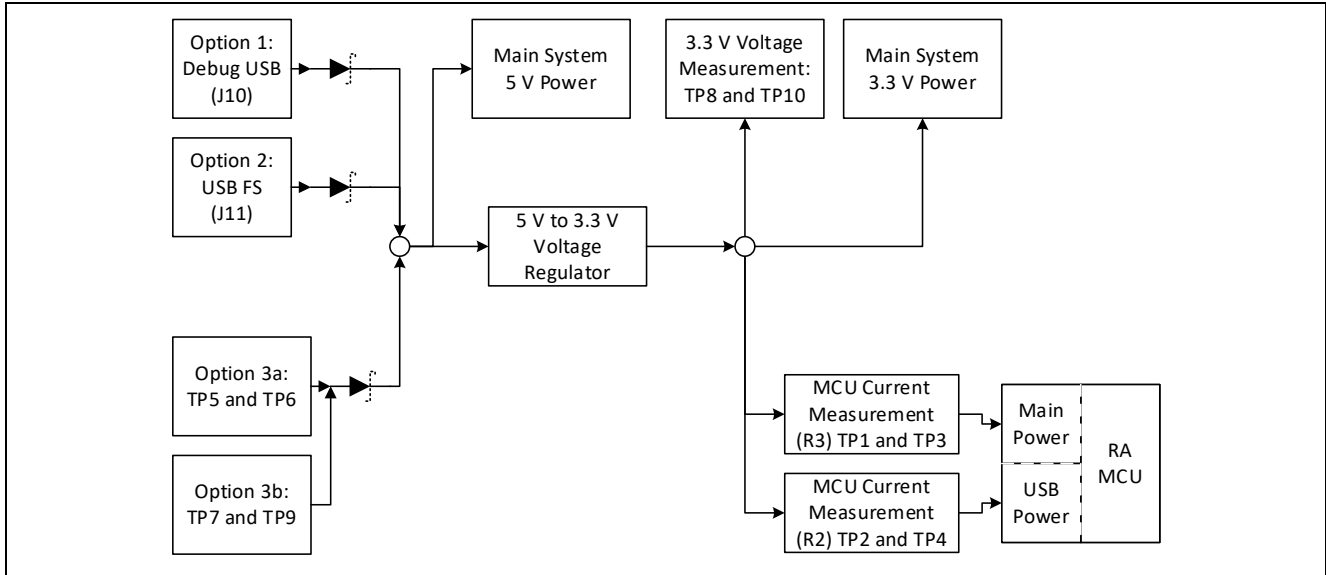 Option 1:
Debug USB
(J10)
Main System
5 V Power
3.3 V Voltage
Measurement:
TP8 and TP10
Main System
3.3 V Power
Option 2:
USB FS
(J11)
5 V to 3.3 V
Voltage
Regulator
Option 3a:
TP5 and TP6
Option 3b:
TP7 and TP9
MCU Current
Measurement
(R3) TP1 and TP3
MCU Current
Measurement
(R2) TP2 and TP4
Main
Power
USB
Power
RA
MCU